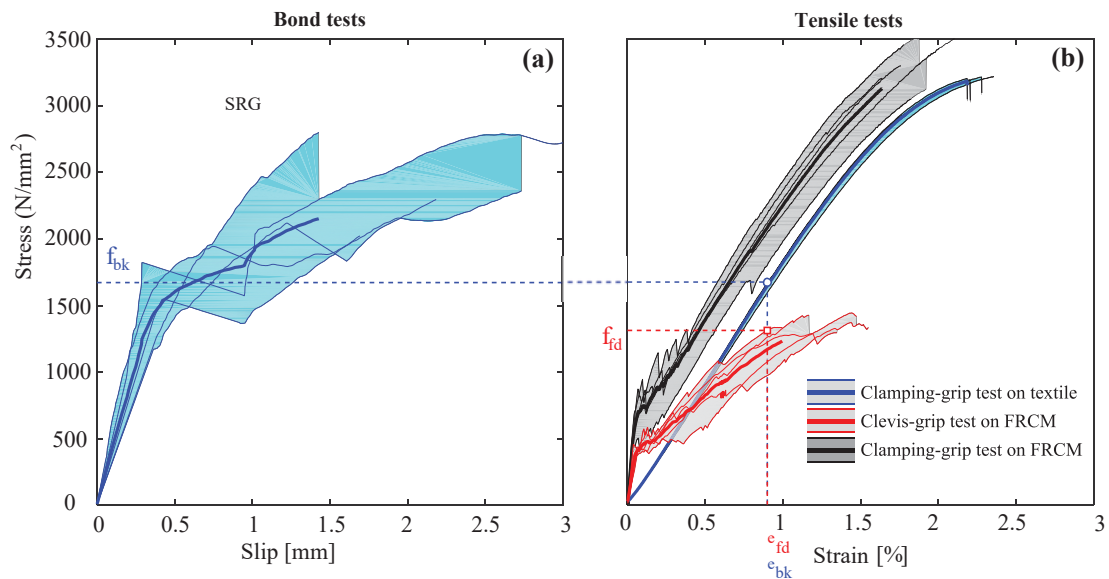 Bond tests
Tensile tests
3500
3000
2500
2000
1500
1000
500
0
Stress (N/mm²)
(a)
SRG
f_bk
0
0.5
1
1.5
2
2.5
3
Slip [mm]
(b)
f_fd
Clamping-grip test on textile
Clevis-grip test on FRCM
Clamping-grip test on FRCM
0
0.5
1
1.5
2
2.5
3
e_fd
e_bk
Strain [%]